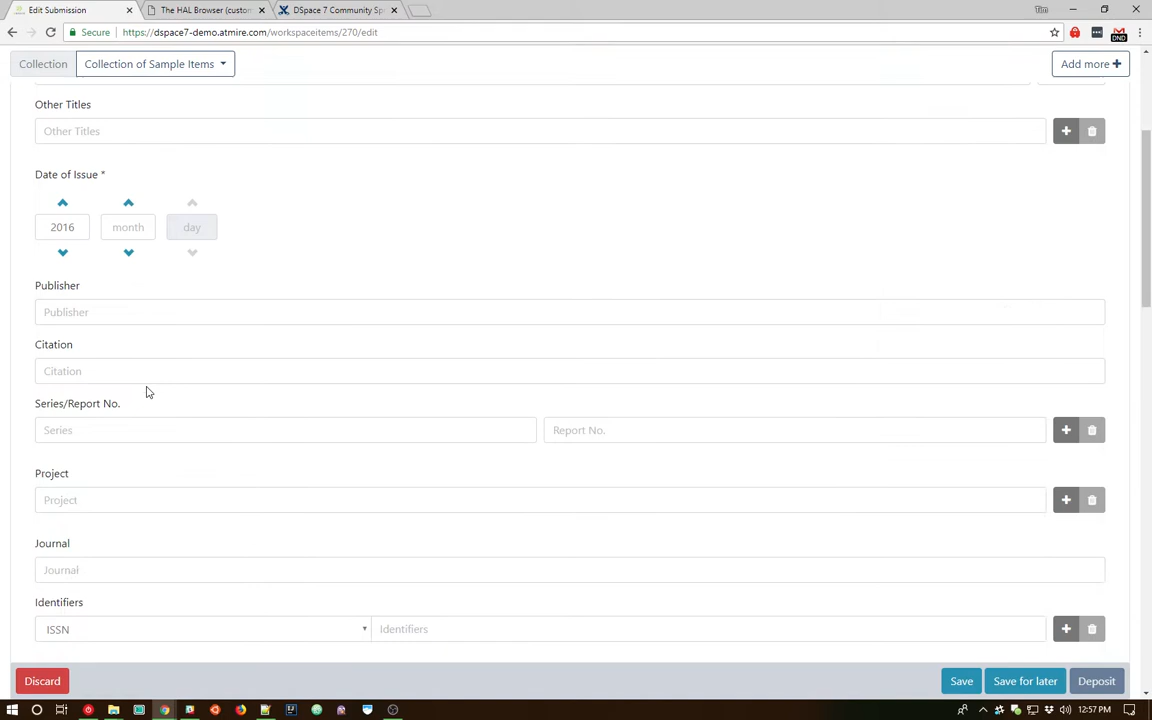 Edit Submission
The HAL Browser (custom
DSpace 7 Community Sp
Tim
Secure
https://dspace7-demo.atmire.com/workspaceitems/270/edit
DND
Collection
Collection of Sample Items
Add more
Other Titles
Other Titles
Date of Issue *
2016
month
day
Publisher
Publisher
Citation
Citation
Series/Report No.
Series
Report No.
Project
Project
Journal
Journal
Identifiers
ISSN
Identifiers
Discard
Save
Save for later
Deposit
12:57 PM